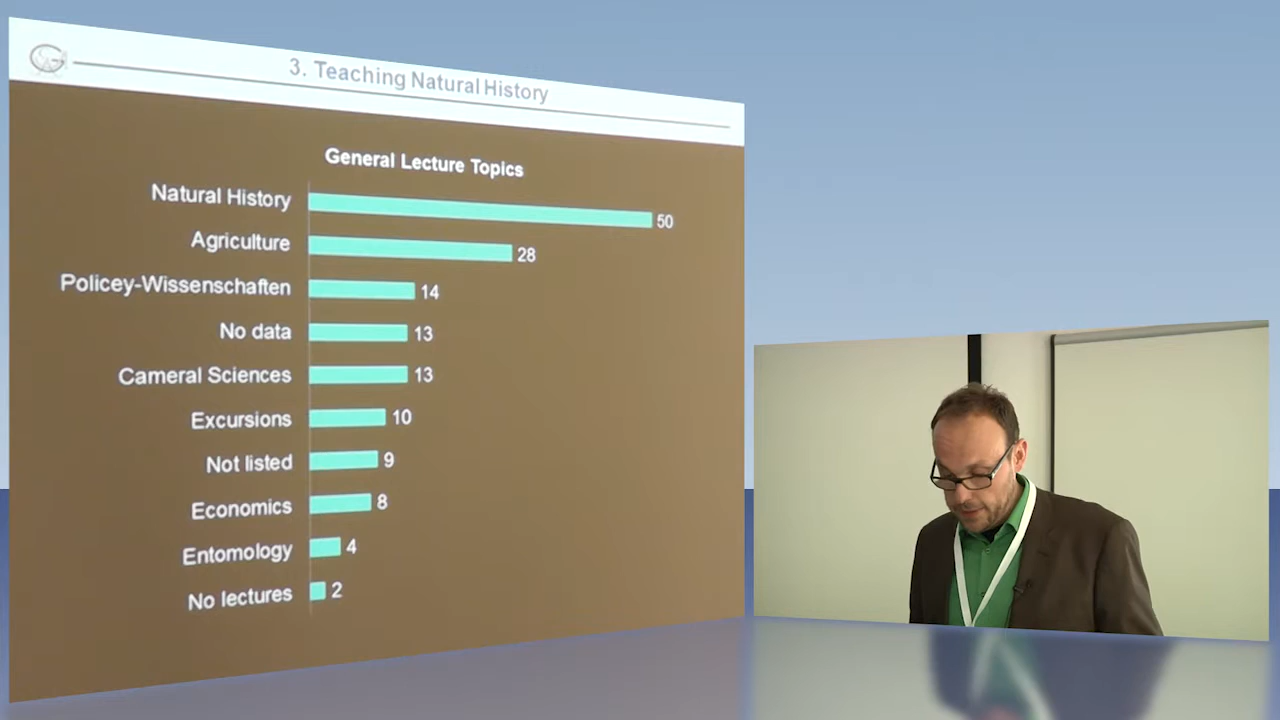 3. Teaching Natural History
General Lecture Topics
Natural History 50
Agriculture 28
Policey-Wissenschaften 14
No data 13
Cameral Sciences 13
Excursions 10
Not listed 9
Economics 8
Entomology 4
No lectures 2